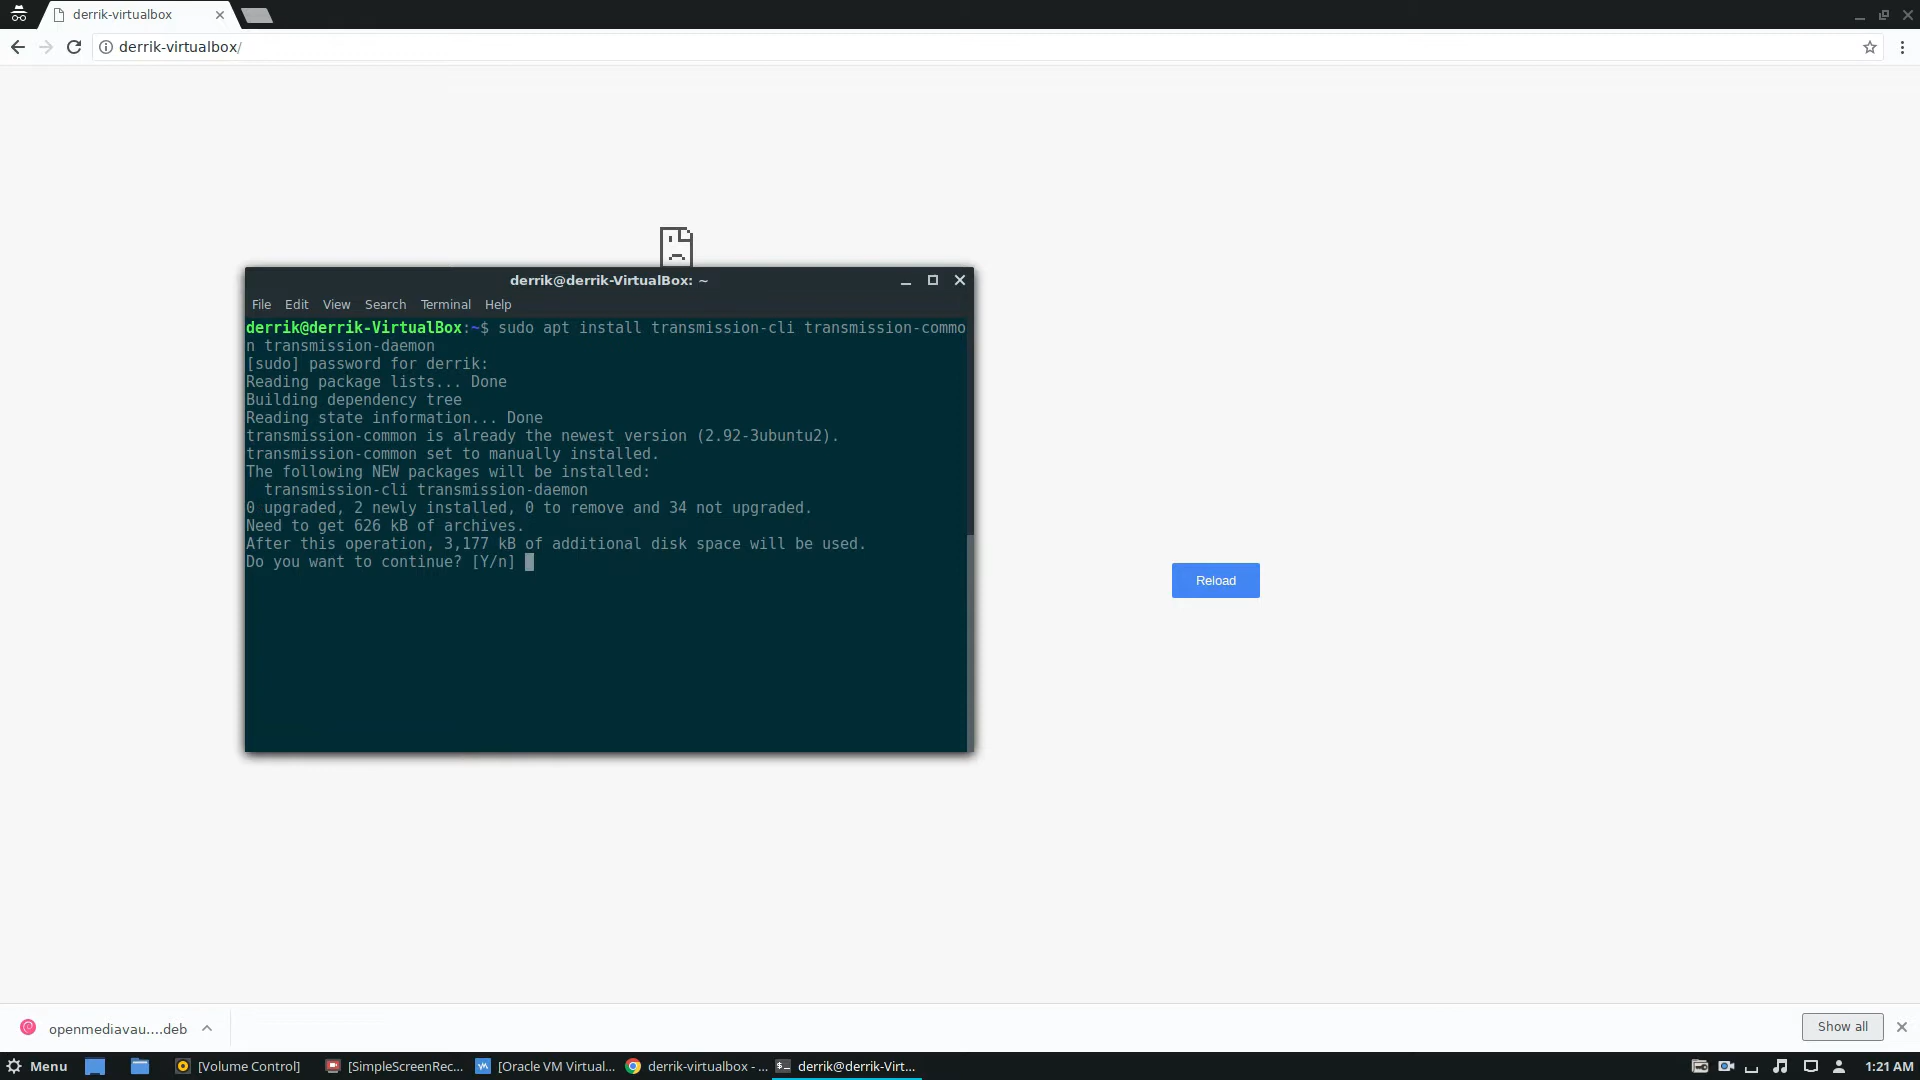 derrik-virtualbox
derrik-virtualbox/
derrik@derrik-VirtualBox: ~
File Edit View Search Terminal Help
derrik@derrik-VirtualBox:~$ sudo apt install transmission-cli transmission-commo
n transmission-daemon
[sudo] password for derrik:
Reading package lists... Done
Building dependency tree
Reading state information... Done
transmission-common is already the newest version (2.92-3ubuntu2).
transmission-common set to manually installed.
The following NEW packages will be installed:
  transmission-cli transmission-daemon
0 upgraded, 2 newly installed, 0 to remove and 34 not upgraded.
Need to get 626 kB of archives.
After this operation, 3,177 kB of additional disk space will be used.
Do you want to continue? [Y/n]
Reload
openmediavau....deb
Show all
Menu [Volume Control] [SimpleScreenRec... [Oracle VM Virtual... derrik-virtualbox - ... derrik@derrik-Virt... 1:21 AM